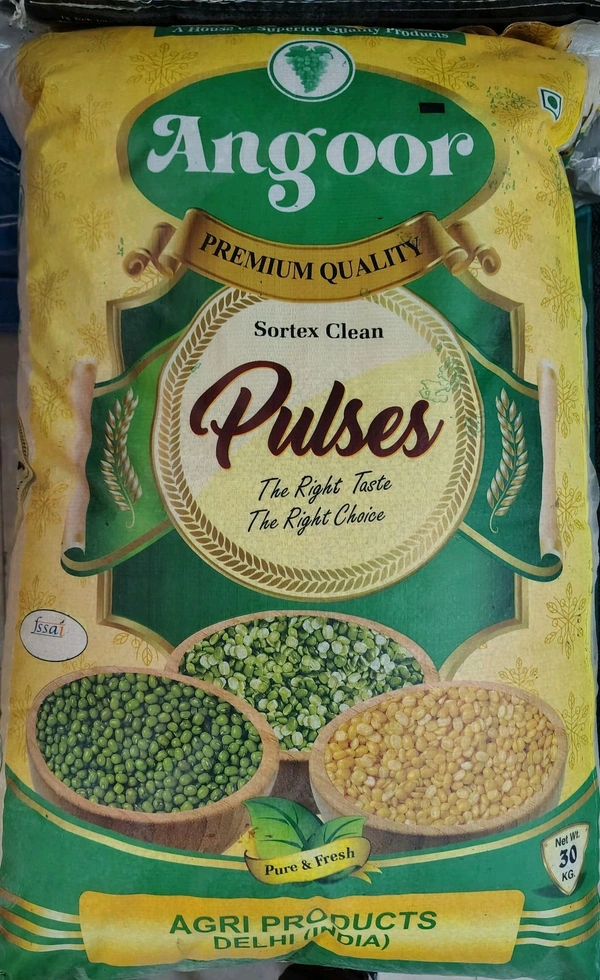 A House of Superior Quality Products
Angoor
PREMIUM QUALITY
Sortex Clean
Pulses
The Right Taste
The Right Choice
fssai
Pure & Fresh
Net Wt.
30
KG.
AGRI PRODUCTS
DELHI (INDIA)